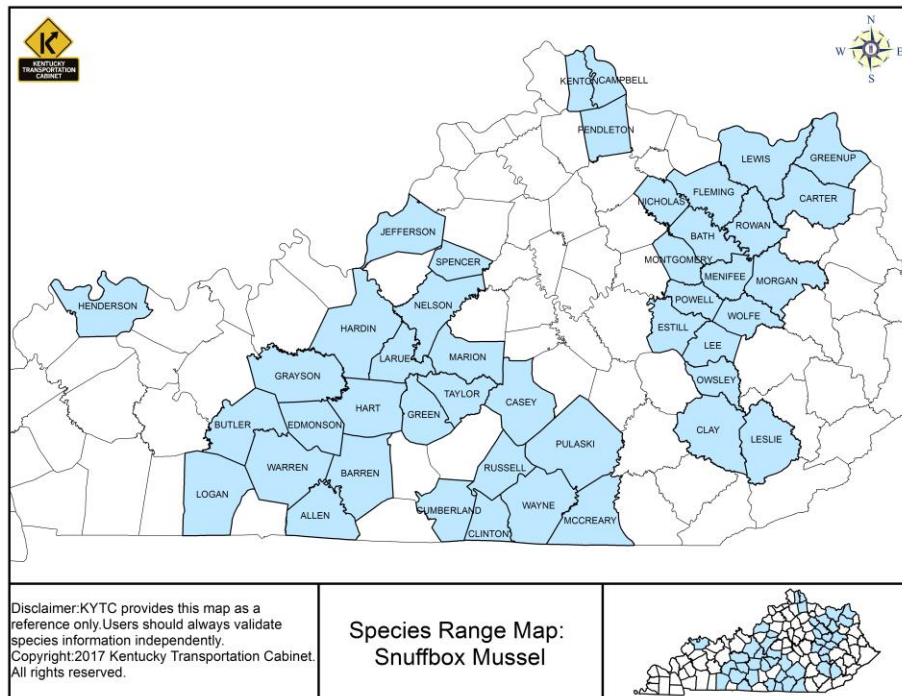 KENTUCKY
TRANSPORTATION
CABINET
N
W
E
S
KENTON
CAMPBELL
PENDLETON
LEWIS
GREENUP
FLEMING
CARTER
NICHOLAS
ROWAN
BATH
JEFFERSON
SPENCER
MONTGOMERY
MENIFEE
MORGAN
HENDERSON
NELSON
POWELL
WOLFE
HARDIN
ESTILL
LEE
LARUE
MARION
GRAYSON
OWSLEY
TAYLOR
CASEY
HART
GREEN
BUTLER
EDMONSON
CLAY
LESLIE
PULASKI
WARREN
BARREN
RUSSELL
LOGAN
WAYNE
CUMBERLAND
ALLEN
MCCREARY
CLINTON
Disclaimer:KYTC provides this map as a
reference only.Users should always validate
species information independently.
Copyright:2017 Kentucky Transportation Cabinet.
All rights reserved.
Species Range Map:
Snuffbox Mussel